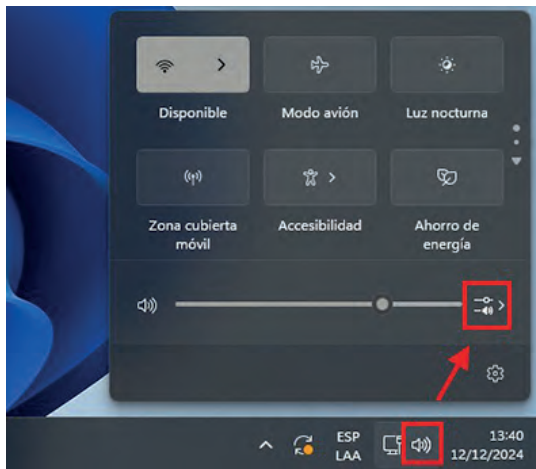 Disponible
Modo avión
Luz nocturna
Zona cubierta
móvil
Accesibilidad
Ahorro de
energía
ESP
LAA
13:40
12/12/2024